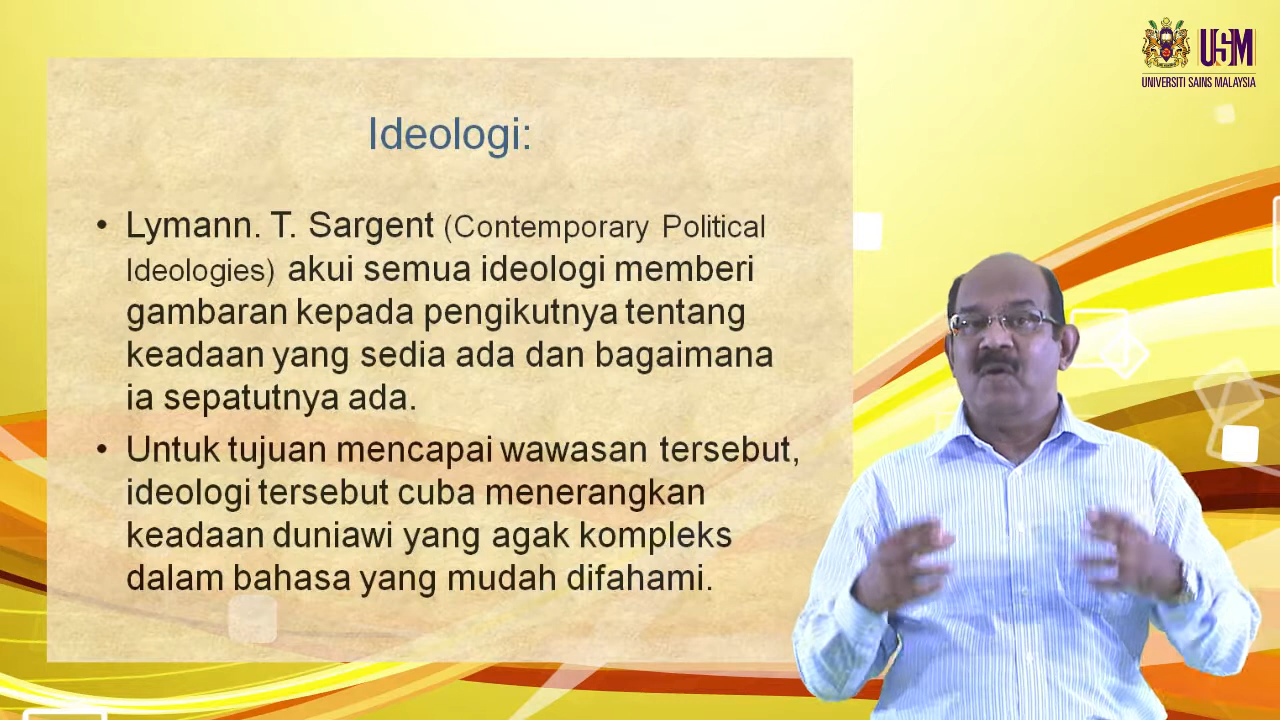 USM
UNIVERSITI SAINS MALAYSIA
Ideologi:
• Lymann. T. Sargent (Contemporary Political
Ideologies) akui semua ideologi memberi
gambaran kepada pengikutnya tentang
keadaan yang sedia ada dan bagaimana
ia sepatutnya ada.
• Untuk tujuan mencapai wawasan tersebut,
ideologi tersebut cuba menerangkan
keadaan duniawi yang agak kompleks
dalam bahasa yang mudah difahami.